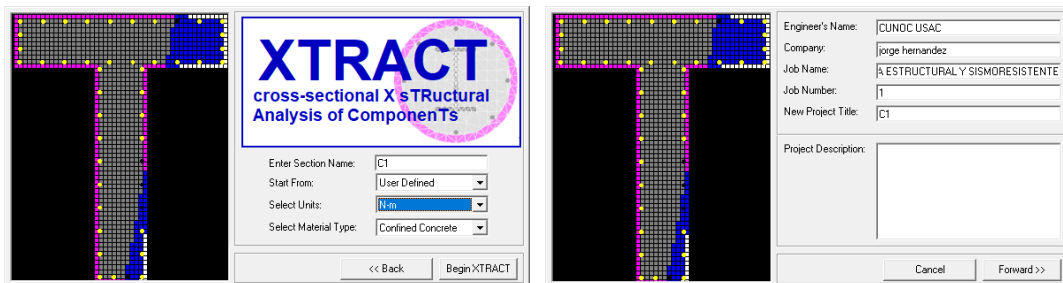 XTRACT
cross-sectional X sTRuctural
Analysis of ComponenTs
Enter Section Name: C1
Start From: User Defined
Select Units: N-m
Select Material Type: Confined Concrete
<< Back Begin XTRACT
Engineer's Name: CUNOC USAC
Company: jorge hernandez
Job Name: A ESTRUCTURAL Y SISMORESISTENTE
Job Number: 1
New Project Title: C1
Project Description:
Cancel Forward >>